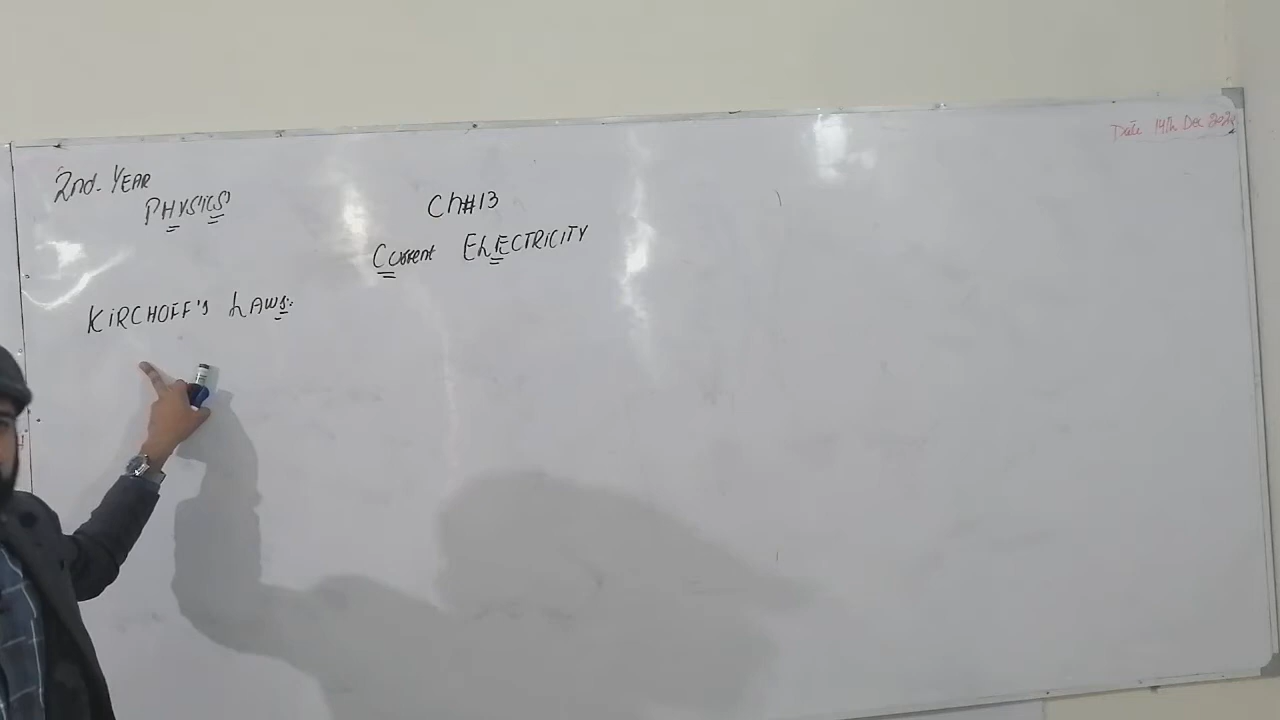 Date 14th Dec 2024
2nd-YEAR
PHYSICS
Ch#13
Current ELECTRICITY
KIRCHOFF's LAWS:-